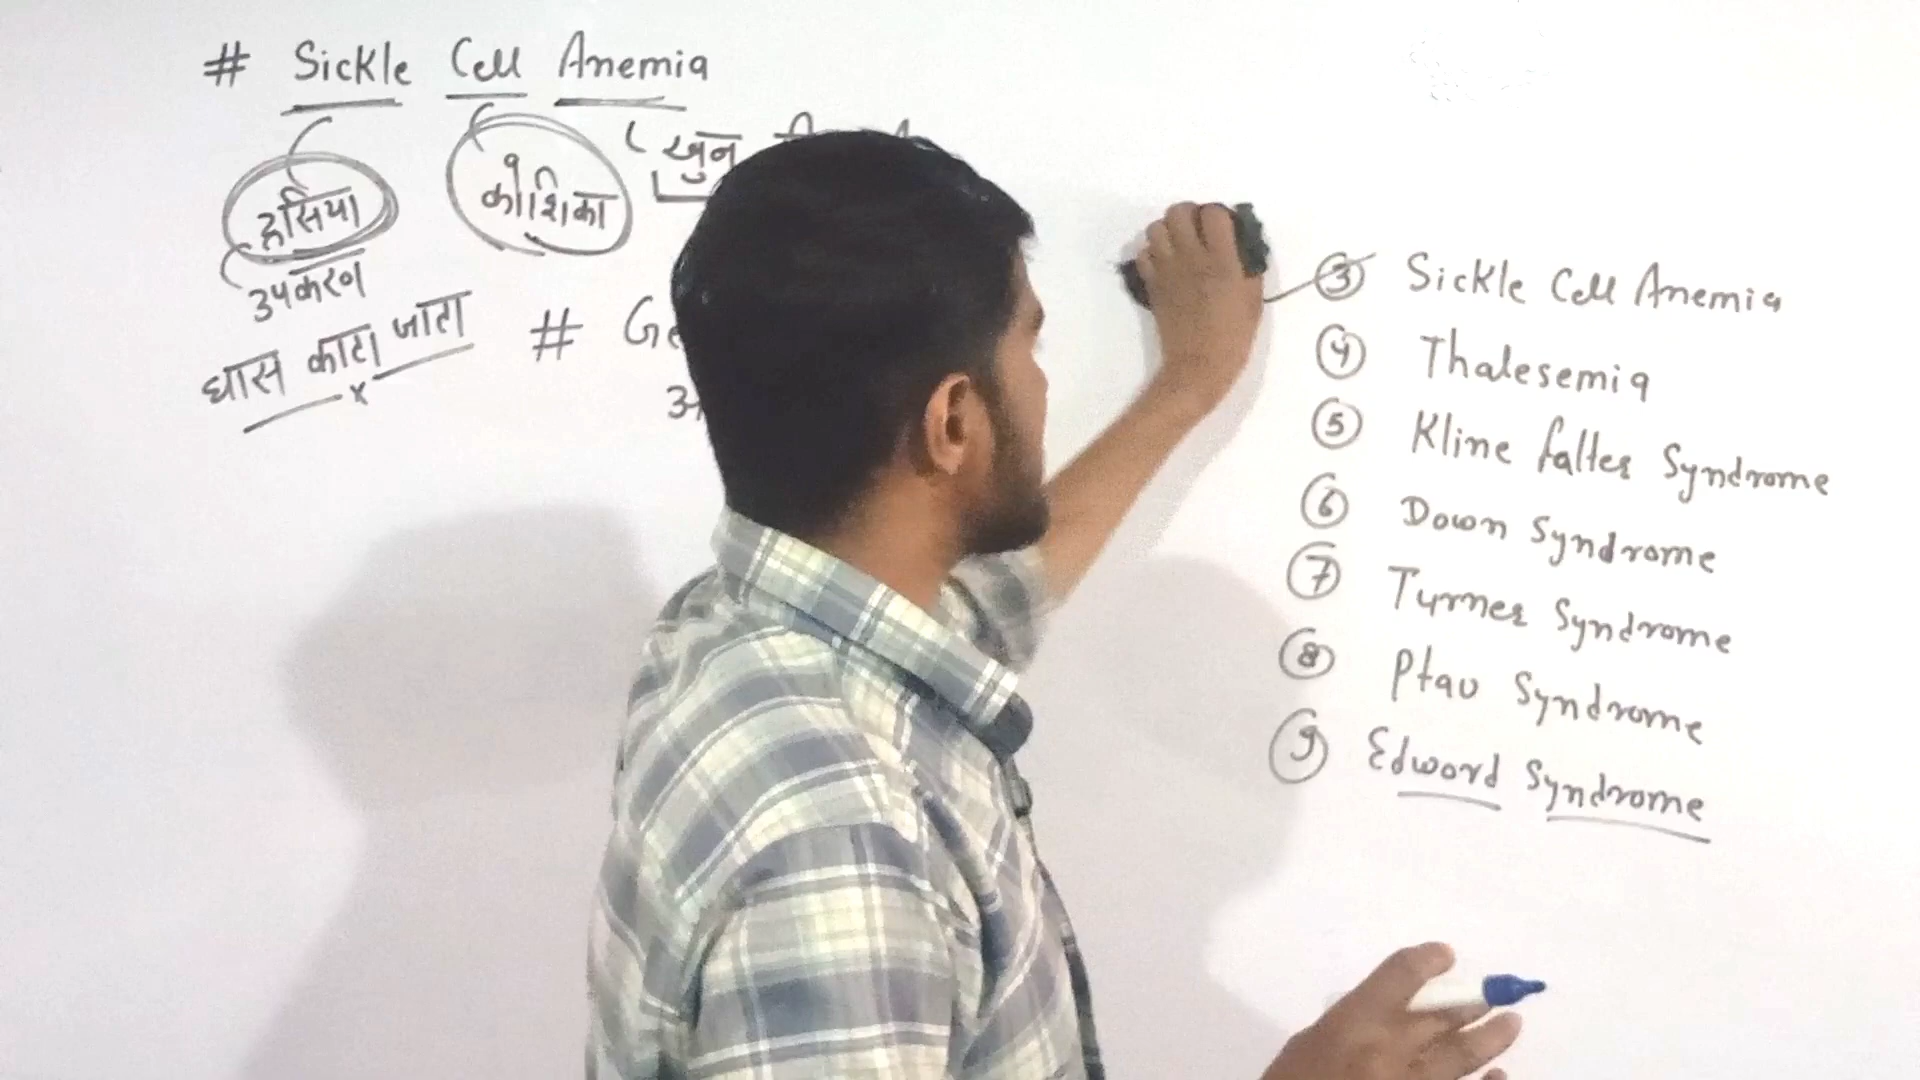 # Sickle Cell Anemia
खुन
हसिया
कोशिका
उपकरण
घास काटा जाता
#
③ Sickle Cell Anemia
④ Thalesemia
⑤ Kline falter Syndrome
⑥ Down Syndrome
⑦ Turner Syndrome
⑧ Ptau Syndrome
⑨ Edword Syndrome